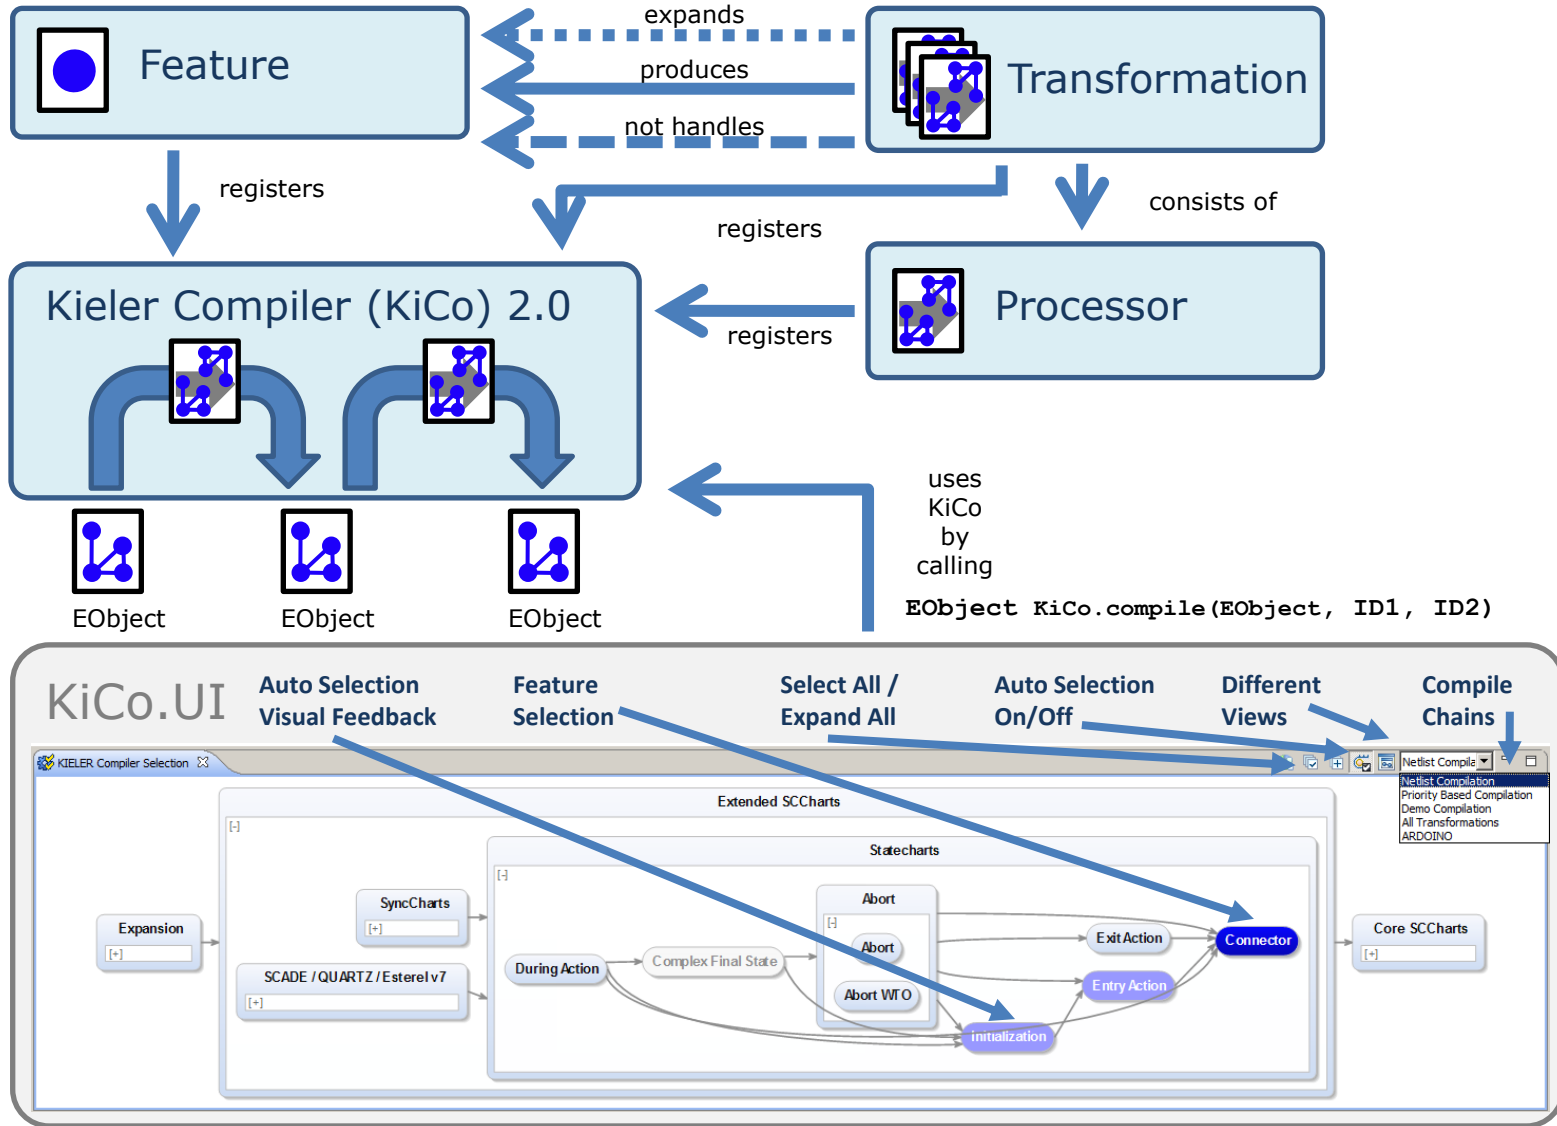 expands
Feature
Transformation
produces
not handles
registers
consists of
registers
Kieler Compiler (KiCo) 2.0
Processor
registers
uses
KiCo
by
calling
EObject KiCo.compile(EObject, ID1, ID2)
EObject
EObject
EObject
KiCo.UI
Auto Selection
Visual Feedback
Feature
Selection
Select All /
Expand All
Auto Selection
On/Off
Different
Views
Compile
Chains
KIELER Compiler Selection
Netlist Compila
Netlist Compilation
Priority Based Compilation
Demo Compilation
All Transformations
ARDOINO
Extended SCCharts
[-]
Statecharts
[-]
SyncCharts
[+]
Abort
[-]
Abort
Abort WTO
Expansion
[+]
Exit Action
Connector
Core SCCharts
[+]
SCADE / QUARTZ / Esterel v7
[+]
During Action
Complex Final State
Entry Action
Initialization